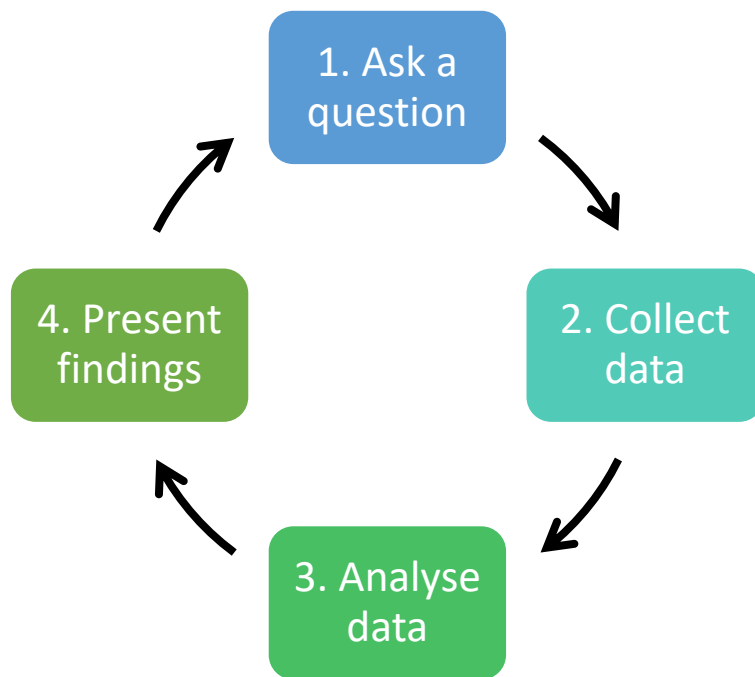 1. Ask a
question
2. Collect
data
3. Analyse
data
4. Present
findings